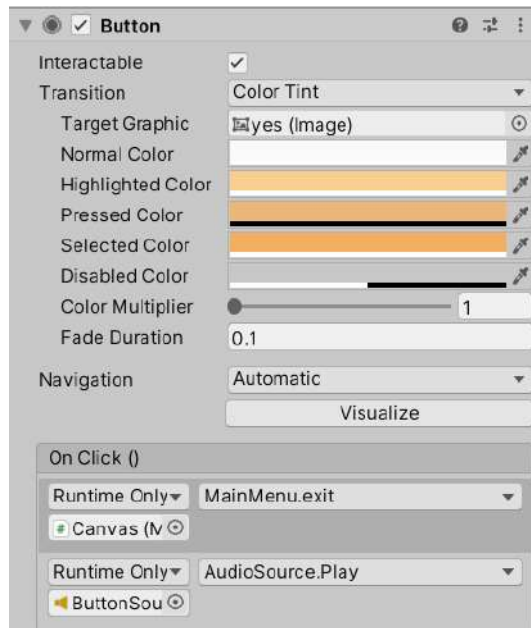 Button
Interactable
Transition Color Tint
Target Graphic yes (Image)
Normal Color
Highlighted Color
Pressed Color
Selected Color
Disabled Color
Color Multiplier 1
Fade Duration 0.1
Navigation Automatic
Visualize
On Click ()
Runtime Only MainMenu.exit
Canvas (M
Runtime Only AudioSource.Play
ButtonSou